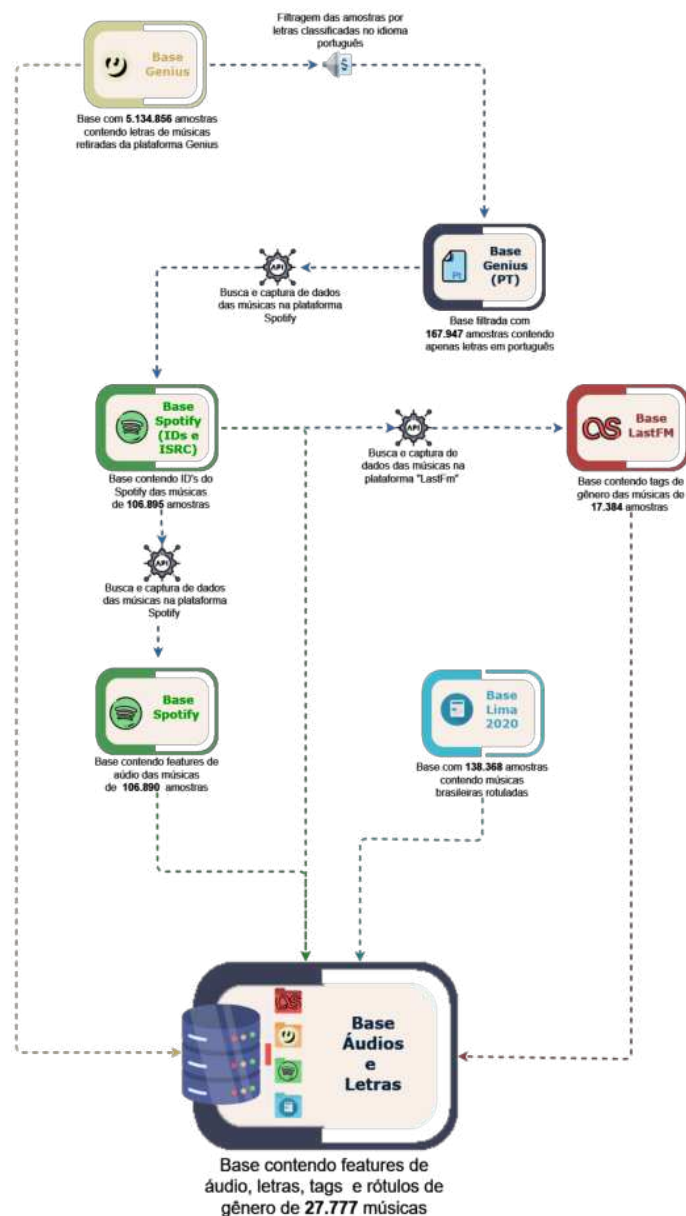 Filtragem das amostras por
letras classificadas no idioma
português
Base
Genius
$
Base com 5.134.856 amostras
contendo letras de músicas
retiradas da plataforma Genius
Base
Genius
(PT)
Pt
API
Busca e captura de dados
das músicas na plataforma
Spotify
Base filtrada com
167.947 amostras contendo
apenas letras em português
Base
Spotify
(IDs e
ISRC)
API
Base
LastFM
Busca e captura de
dados das músicas na
plataforma "LastFm"
Base contendo ID's do
Spotify das músicas
de 106.895 amostras
Base contendo tags de
gênero das músicas de
17.384 amostras
API
Busca e captura de dados
das músicas na plataforma
Spotify
Base
Spotify
Base
Lima
2020
Base contendo features de
aúdio das músicas
de 106.890 amostras
Base com 138.368 amostras
contendo músicas
brasileiras rotuladas
Base
Áudios
e
Letras
Base contendo features de
áudio, letras, tags e rótulos de
gênero de 27.777 músicas